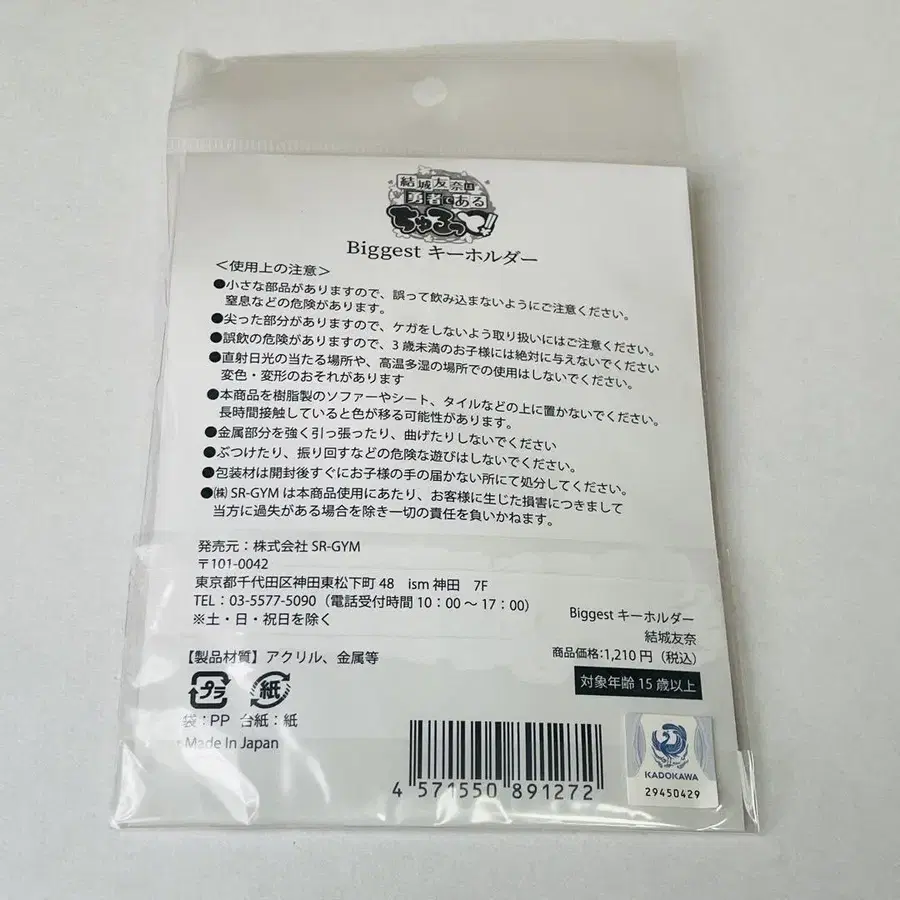 結城友奈は
勇者である
ちゅるっと!!
Biggest キーホルダー
＜使用上の注意＞
●小さな部品がありますので、誤って飲み込まないようにご注意ください。
窒息などの危険があります。
●尖った部分がありますので、ケガをしないよう取り扱いにはご注意ください。
●誤飲の危険がありますので、3歳未満のお子様には絶対に与えないでください
●直射日光の当たる場所や、高温多湿の場所での使用はしないでください。
変色・変形のおそれがあります
●本商品を樹脂製のソファーやシート、タイルなどの上に置かないでください。
長時間接触していると色が移る可能性があります。
●金属部分を強く引っ張ったり、曲げたりしないでください
●ぶつけたり、振り回すなどの危険な遊びはしないでください。
●包装材は開封後すぐにお子様の手の届かない所にて処分してください。
●㈱ SR-GYM は本商品使用にあたり、お客様に生じた損害につきまして
当方に過失がある場合を除き一切の責任を負いかねます。
発売元：株式会社 SR-GYM
〒101-0042
東京都千代田区神田東松下町 48 ism 神田 7F
TEL：03-5577-5090（電話受付時間 10：00 ～ 17：00）
※土・日・祝日を除く
Biggest キーホルダー
結城友奈
商品価格:1,210 円（税込）
対象年齢 15 歳以上
【製品材質】アクリル、金属等
プラ 紙
袋：PP 台紙：紙
Made In Japan
4 571550 891272
KADOKAWA
29450429